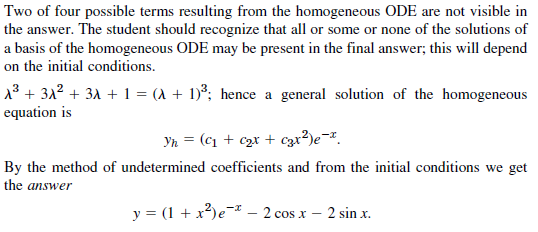 Two of four possible terms resulting from the homogeneous ODE are not visible in
the answer. The student should recognize that all or some or none of the solutions of
a basis of the homogeneous ODE may be present in the final answer; this will depend
on the initial conditions.
λ³ + 3λ² + 3λ + 1 = (λ + 1)³; hence a general solution of the homogeneous
equation is
yₕ = (c₁ + c₂x + c₃x²)e⁻ˣ.
By the method of undetermined coefficients and from the initial conditions we get
the answer
y = (1 + x²)e⁻ˣ − 2 cos x − 2 sin x.